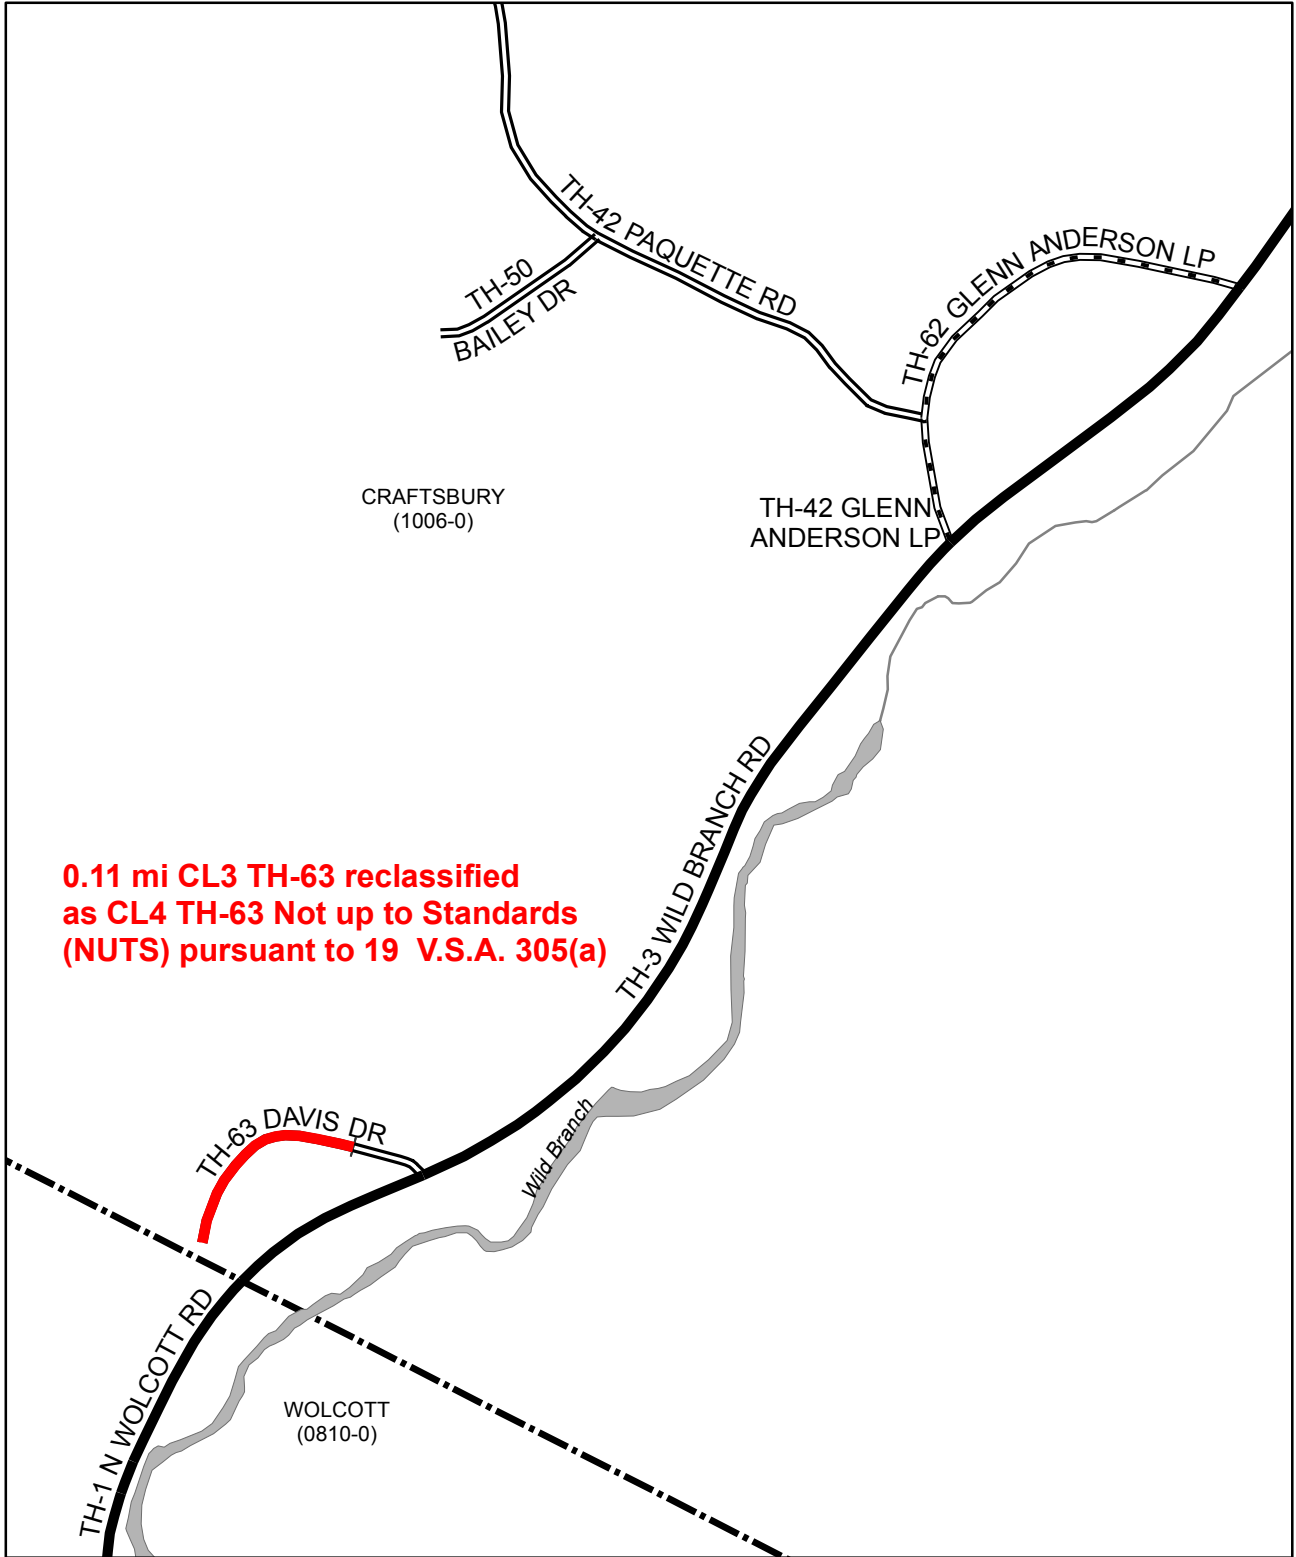 TH-42 PAQUETTE RD
TH-62 GLENN ANDERSON LP
TH-50
BAILEY DR
CRAFTSBURY
(1006-0)
TH-42 GLENN
ANDERSON LP
TH-3 WILD BRANCH RD
0.11 mi CL3 TH-63 reclassified
as CL4 TH-63 Not up to Standards
(NUTS) pursuant to 19  V.S.A. 305(a)
TH-63 DAVIS DR
Wild Branch
TH-1 N WOLCOTT RD
WOLCOTT
(0810-0)